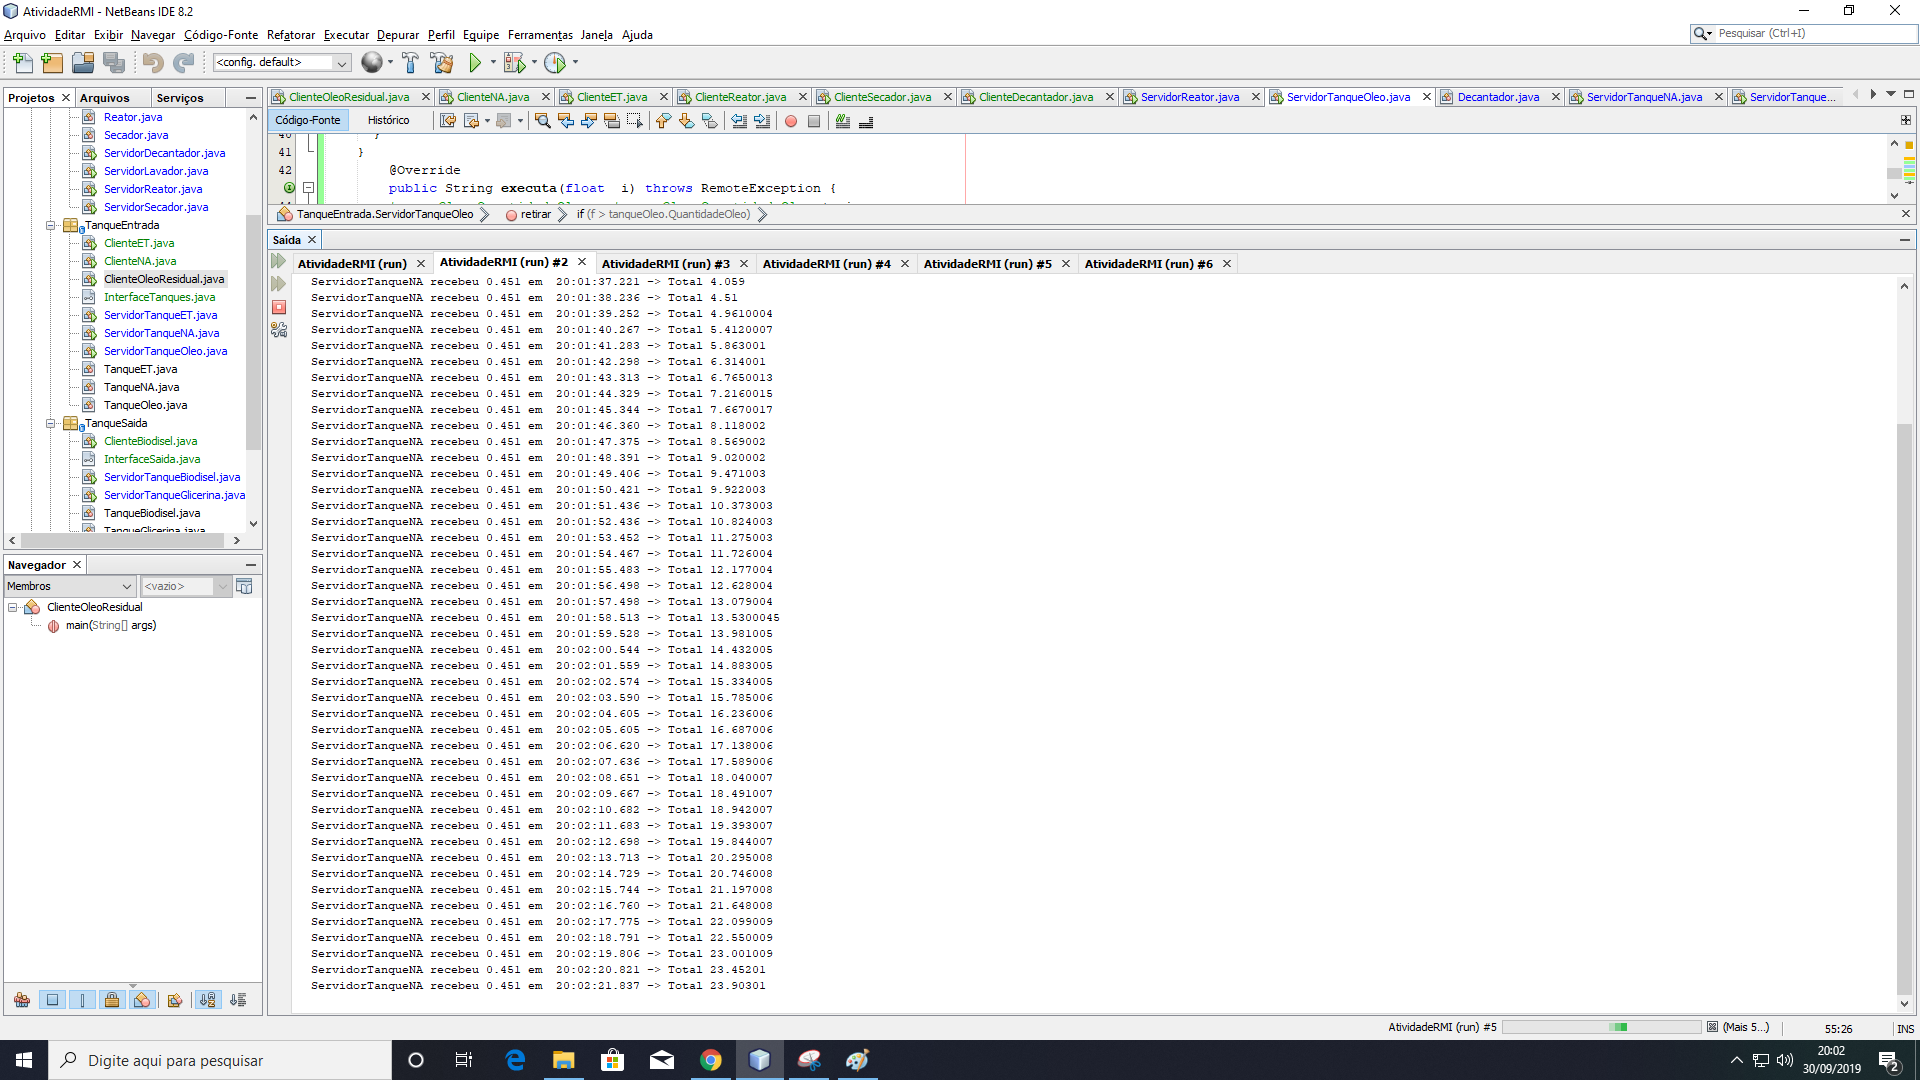 AtividadeRMI - NetBeans IDE 8.2
Arquivo Editar Exibir Navegar Código-Fonte Refatorar Executar Depurar Perfil Equipe Ferramentas Janela Ajuda
Pesquisar (Ctrl+I)
<config. default>
Projetos Arquivos Serviços
Reator.java
Secador.java
ServidorDecantador.java
ServidorLavador.java
ServidorReator.java
ServidorSecador.java
TanqueEntrada
ClienteET.java
ClienteNA.java
ClienteOleoResidual.java
InterfaceTanques.java
ServidorTanqueET.java
ServidorTanqueNA.java
ServidorTanqueOleo.java
TanqueET.java
TanqueNA.java
TanqueOleo.java
TanqueSaida
ClienteBiodisel.java
InterfaceSaida.java
ServidorTanqueBiodisel.java
ServidorTanqueGlicerina.java
TanqueBiodisel.java
TanqueGlicerina.java
Navegador
Membros <vazio>
ClienteOleoResidual
main(String[] args)
ClienteOleoResidual.java ClienteNA.java ClienteET.java ClienteReator.java ClienteSecador.java ClienteDecantador.java ServidorReator.java ServidorTanqueOleo.java Decantador.java ServidorTanqueNA.java ServidorTanque...
Código-Fonte Histórico
40 }
41 }
42 @Override
public String executa(float i) throws RemoteException {
TanqueEntrada.ServidorTanqueOleo retirar if (f > tanqueOleo.QuantidadeOleo)
Saída
AtividadeRMI (run) AtividadeRMI (run) #2 AtividadeRMI (run) #3 AtividadeRMI (run) #4 AtividadeRMI (run) #5 AtividadeRMI (run) #6
ServidorTanqueNA recebeu 0.451 em 20:01:37.221 -> Total 4.059
ServidorTanqueNA recebeu 0.451 em 20:01:38.236 -> Total 4.51
ServidorTanqueNA recebeu 0.451 em 20:01:39.252 -> Total 4.9610004
ServidorTanqueNA recebeu 0.451 em 20:01:40.267 -> Total 5.4120007
ServidorTanqueNA recebeu 0.451 em 20:01:41.283 -> Total 5.863001
ServidorTanqueNA recebeu 0.451 em 20:01:42.298 -> Total 6.314001
ServidorTanqueNA recebeu 0.451 em 20:01:43.313 -> Total 6.7650013
ServidorTanqueNA recebeu 0.451 em 20:01:44.329 -> Total 7.2160015
ServidorTanqueNA recebeu 0.451 em 20:01:45.344 -> Total 7.6670017
ServidorTanqueNA recebeu 0.451 em 20:01:46.360 -> Total 8.118002
ServidorTanqueNA recebeu 0.451 em 20:01:47.375 -> Total 8.569002
ServidorTanqueNA recebeu 0.451 em 20:01:48.391 -> Total 9.020002
ServidorTanqueNA recebeu 0.451 em 20:01:49.406 -> Total 9.471003
ServidorTanqueNA recebeu 0.451 em 20:01:50.421 -> Total 9.922003
ServidorTanqueNA recebeu 0.451 em 20:01:51.436 -> Total 10.373003
ServidorTanqueNA recebeu 0.451 em 20:01:52.436 -> Total 10.824003
ServidorTanqueNA recebeu 0.451 em 20:01:53.452 -> Total 11.275003
ServidorTanqueNA recebeu 0.451 em 20:01:54.467 -> Total 11.726004
ServidorTanqueNA recebeu 0.451 em 20:01:55.483 -> Total 12.177004
ServidorTanqueNA recebeu 0.451 em 20:01:56.498 -> Total 12.628004
ServidorTanqueNA recebeu 0.451 em 20:01:57.498 -> Total 13.079004
ServidorTanqueNA recebeu 0.451 em 20:01:58.513 -> Total 13.5300045
ServidorTanqueNA recebeu 0.451 em 20:01:59.528 -> Total 13.981005
ServidorTanqueNA recebeu 0.451 em 20:02:00.544 -> Total 14.432005
ServidorTanqueNA recebeu 0.451 em 20:02:01.559 -> Total 14.883005
ServidorTanqueNA recebeu 0.451 em 20:02:02.574 -> Total 15.334005
ServidorTanqueNA recebeu 0.451 em 20:02:03.590 -> Total 15.785006
ServidorTanqueNA recebeu 0.451 em 20:02:04.605 -> Total 16.236006
ServidorTanqueNA recebeu 0.451 em 20:02:05.605 -> Total 16.687006
ServidorTanqueNA recebeu 0.451 em 20:02:06.620 -> Total 17.138006
ServidorTanqueNA recebeu 0.451 em 20:02:07.636 -> Total 17.589006
ServidorTanqueNA recebeu 0.451 em 20:02:08.651 -> Total 18.040007
ServidorTanqueNA recebeu 0.451 em 20:02:09.667 -> Total 18.491007
ServidorTanqueNA recebeu 0.451 em 20:02:10.682 -> Total 18.942007
ServidorTanqueNA recebeu 0.451 em 20:02:11.683 -> Total 19.393007
ServidorTanqueNA recebeu 0.451 em 20:02:12.698 -> Total 19.844007
ServidorTanqueNA recebeu 0.451 em 20:02:13.713 -> Total 20.295008
ServidorTanqueNA recebeu 0.451 em 20:02:14.729 -> Total 20.746008
ServidorTanqueNA recebeu 0.451 em 20:02:15.744 -> Total 21.197008
ServidorTanqueNA recebeu 0.451 em 20:02:16.760 -> Total 21.648008
ServidorTanqueNA recebeu 0.451 em 20:02:17.775 -> Total 22.099009
ServidorTanqueNA recebeu 0.451 em 20:02:18.791 -> Total 22.550009
ServidorTanqueNA recebeu 0.451 em 20:02:19.806 -> Total 23.001009
ServidorTanqueNA recebeu 0.451 em 20:02:20.821 -> Total 23.45201
ServidorTanqueNA recebeu 0.451 em 20:02:21.837 -> Total 23.90301
AtividadeRMI (run) #5 (Mais 5...) 55:26 INS
Digite aqui para pesquisar
20:02
30/09/2019
2